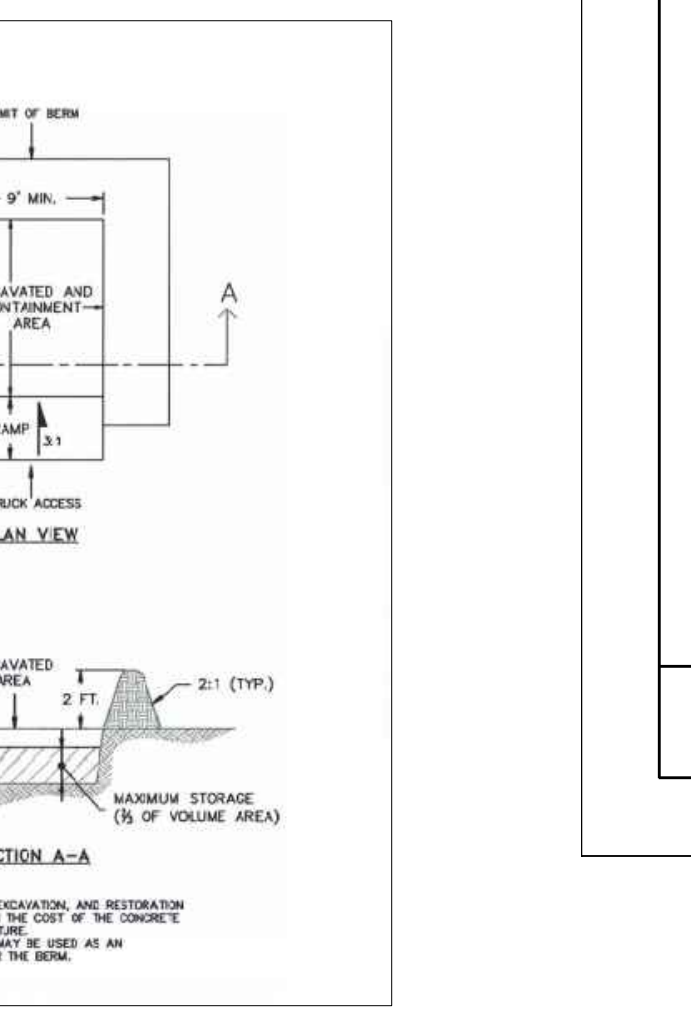 MIT OF BERM
9' MIN.
AVATED AND
NTAINMENT
AREA
A
AMP
3:1
RUCK ACCESS
LAN VIEW
AVATED
AREA
2 FT.
2:1 (TYP.)
MAXIMUM STORAGE
(⅔ OF VOLUME AREA)
CTION A-A
EXCAVATION, AND RESTORATION
THE COST OF THE CONCRETE
TURE.
MAY BE USED AS AN
THE BERM.